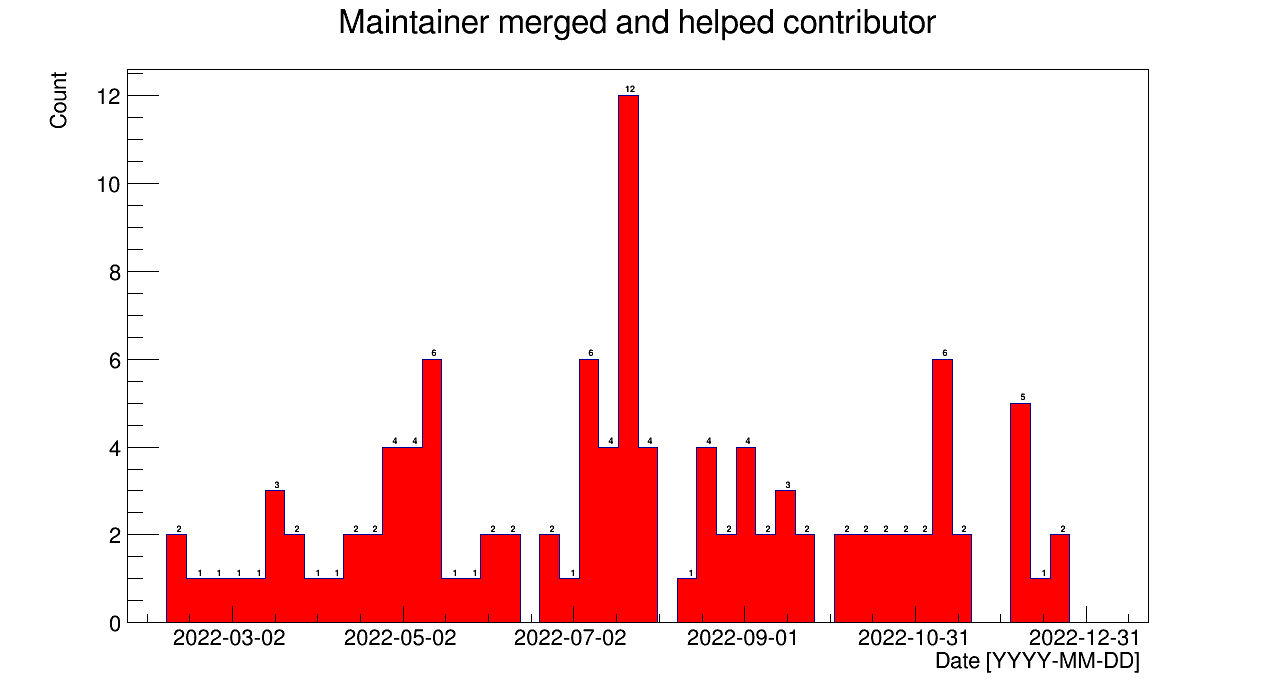 Maintainer merged and helped contributor
Count
12
10
8
6
4
2
0
2 1 1 1 1 3 2 1 1 2 2 4 4 6 1 1 2 2 2 1 6 4 12 4 1 4 2 4 2 3 2 2 2 2 2 2 6 2 5 1 2
2022-03-02 2022-05-02 2022-07-02 2022-09-01 2022-10-31 2022-12-31
Date [YYYY-MM-DD]